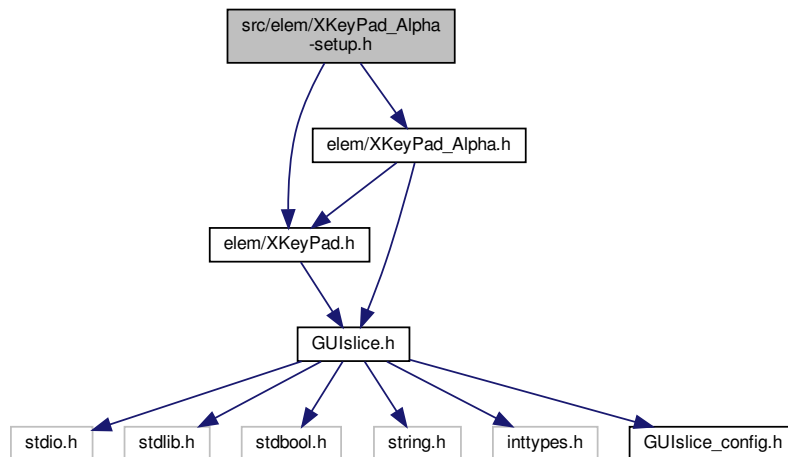 src/elem/XKeyPad_Alpha
-setup.h
elem/XKeyPad_Alpha.h
elem/XKeyPad.h
GUIslice.h
stdio.h
stdlib.h
stdbool.h
string.h
inttypes.h
GUIslice_config.h